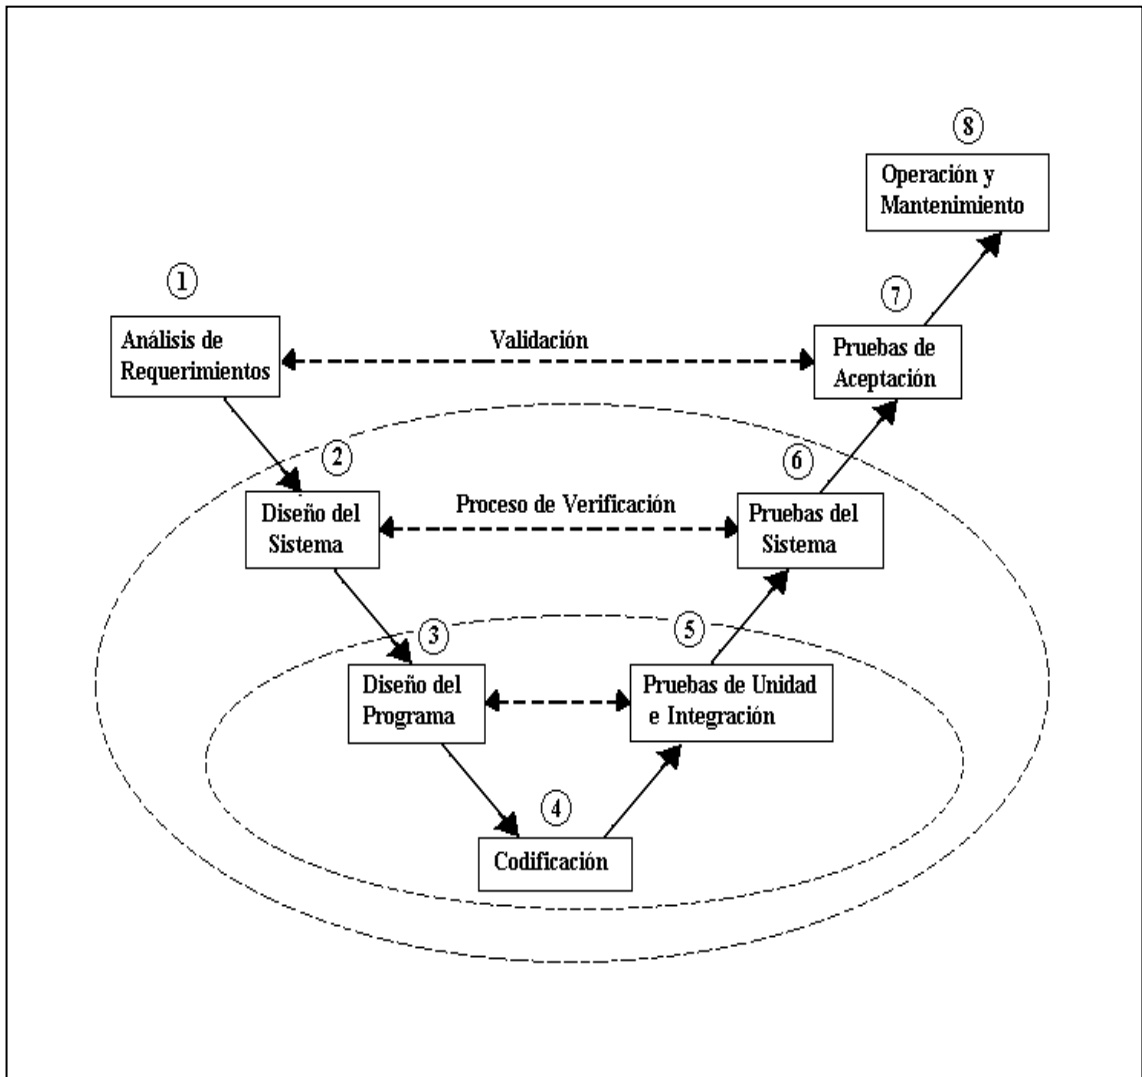 8
Operación y
Mantenimiento
1
7
Análisis de
Requerimientos
Validación
Pruebas de
Aceptación
2
6
Diseño del
Sistema
Proceso de Verificación
Pruebas del
Sistema
3
5
Diseño del
Programa
Pruebas de Unidad
e Integración
4
Codificación